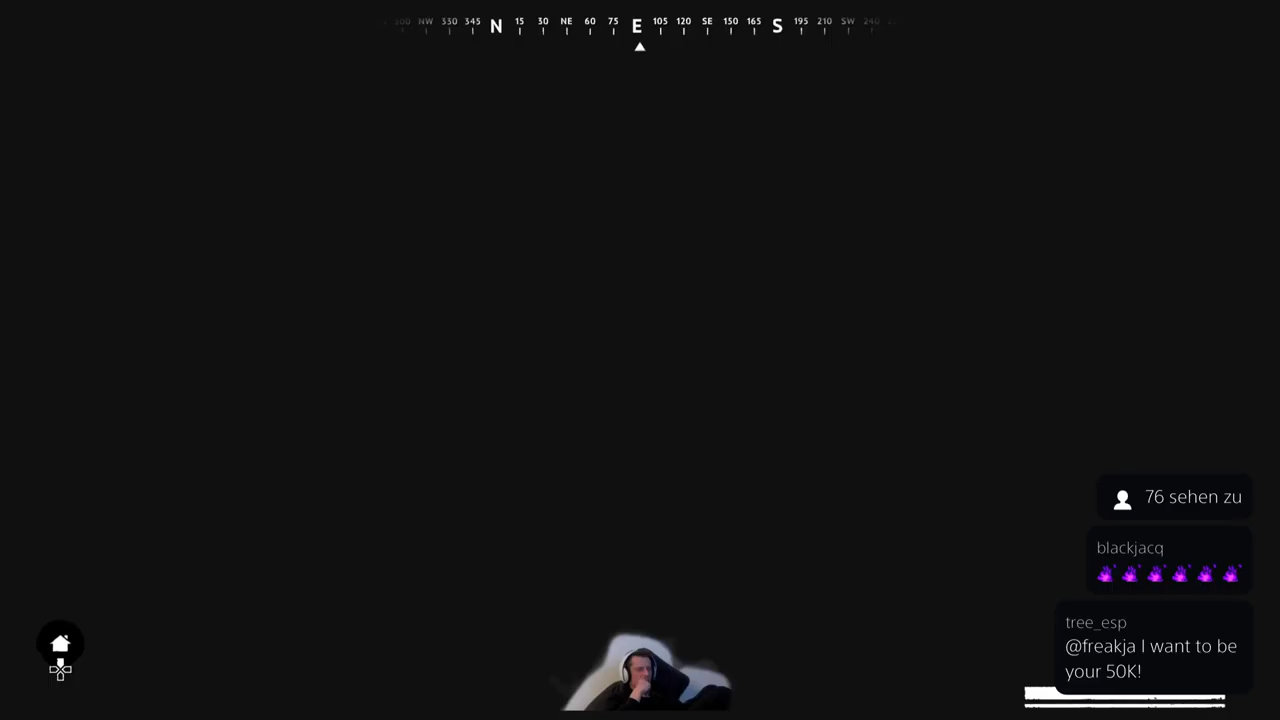 300 NW 330 345 N 15 30 NE 60 75 E 105 120 SE 150 165 S 195 210 SW 240
76 sehen zu
blackjacq
tree_esp
@freakja I want to be
your 50K!